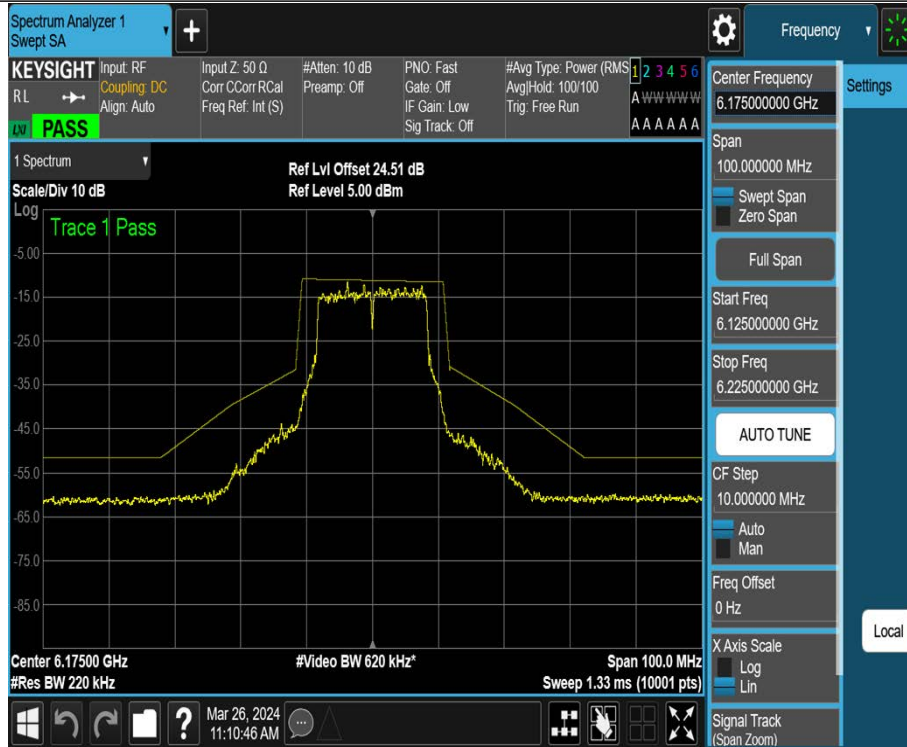 Spectrum Analyzer 1
Swept SA
Frequency
KEYSIGHT
R L
LXI PASS
Input: RF
Coupling: DC
Align: Auto
Input Z: 50 Ω
Corr CCorr RCal
Freq Ref: Int (S)
#Atten: 10 dB
Preamp: Off
PNO: Fast
Gate: Off
IF Gain: Low
Sig Track: Off
#Avg Type: Power (RMS
Avg|Hold: 100/100
Trig: Free Run
1 2 3 4 5 6
A W W W W W
A A A A A A
1 Spectrum
Scale/Div 10 dB
Ref Lvl Offset 24.51 dB
Ref Level 5.00 dBm
Log
Trace 1 Pass
-5.00
-15.0
-25.0
-35.0
-45.0
-55.0
-65.0
-75.0
-85.0
Center 6.17500 GHz
#Res BW 220 kHz
#Video BW 620 kHz*
Span 100.0 MHz
Sweep 1.33 ms (10001 pts)
Mar 26, 2024
11:10:46 AM
Center Frequency
6.175000000 GHz
Span
100.000000 MHz
Swept Span
Zero Span
Full Span
Start Freq
6.125000000 GHz
Stop Freq
6.225000000 GHz
AUTO TUNE
CF Step
10.000000 MHz
Auto
Man
Freq Offset
0 Hz
X Axis Scale
Log
Lin
Signal Track
(Span Zoom)
Settings
Local